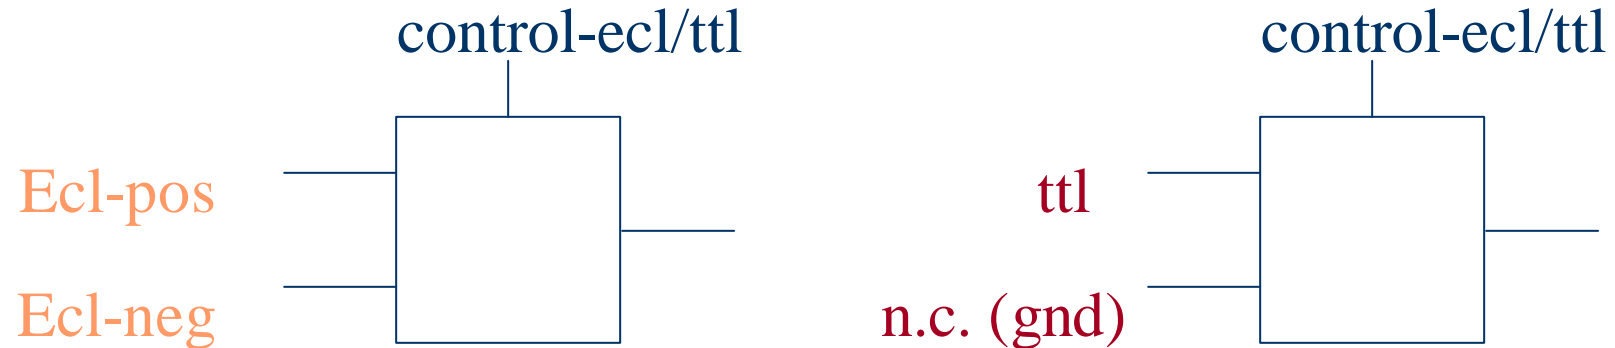 control-ecl/ttl
control-ecl/ttl
Ecl-pos
ttl
Ecl-neg
n.c. (gnd)